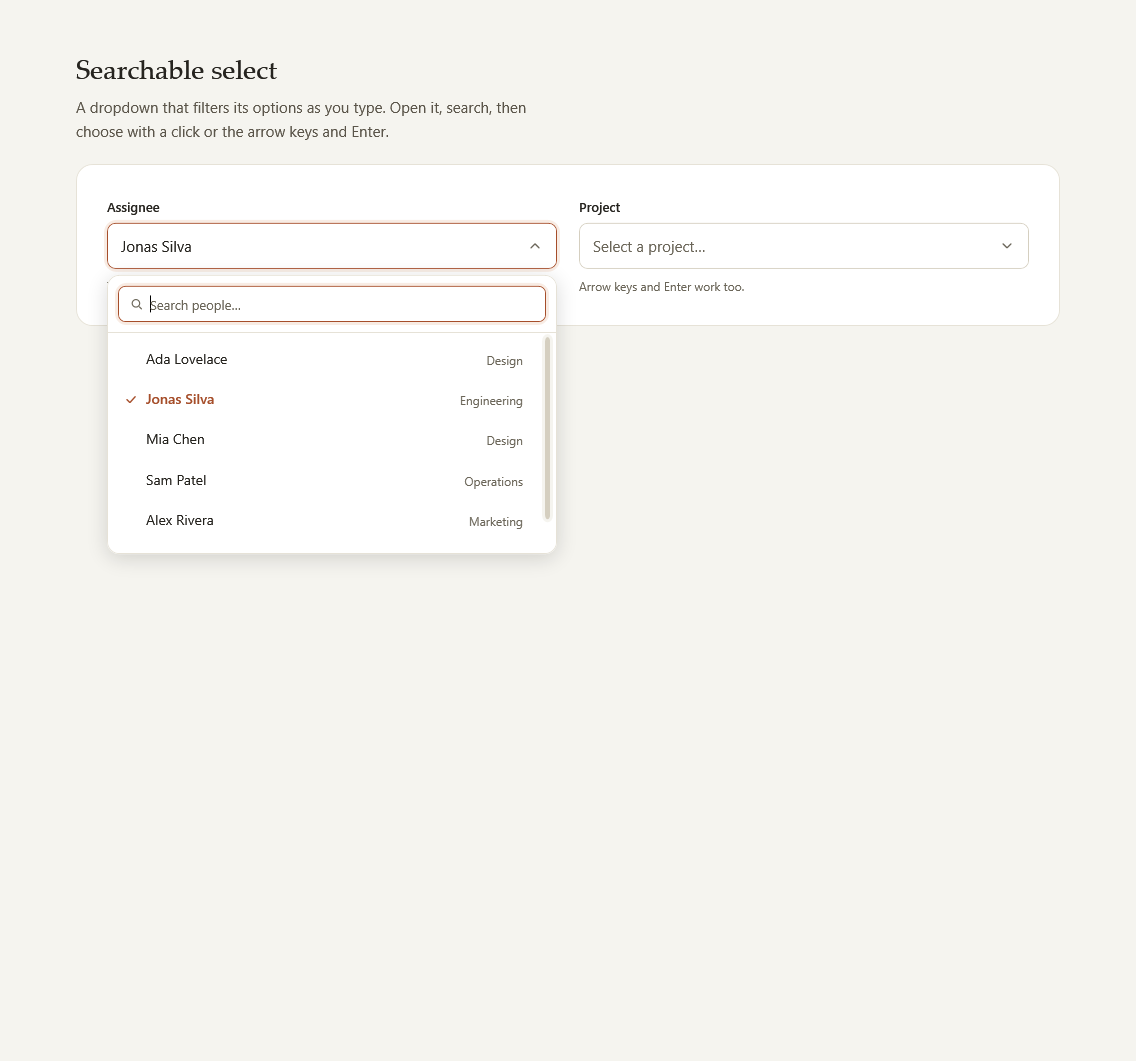 Searchable select
A dropdown that filters its options as you type. Open it, search, then
choose with a click or the arrow keys and Enter.
Assignee
Jonas Silva
Search people...
Ada Lovelace Design
Jonas Silva Engineering
Mia Chen Design
Sam Patel Operations
Alex Rivera Marketing
Project
Select a project...
Arrow keys and Enter work too.